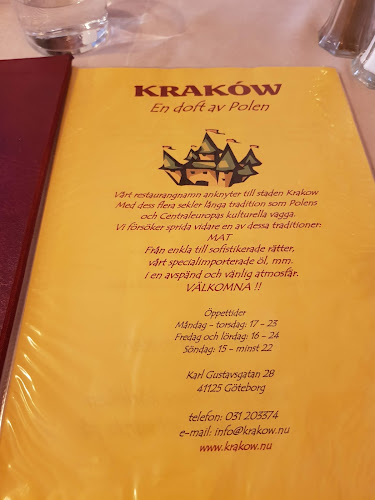 KRAKÓW
En doft av Polen
Vårt restaurangnamn anknyter till staden Krakow
Med dess flera sekler långa tradition som Polens
och Centraleuropas kulturella vagga.
Vi försöker sprida vidare en av dessa traditioner:
MAT
Från enkla till sofistikerade rätter,
vårt specialimporterade öl, mm.
i en avspänd och vänlig atmosfär.
VÄLKOMNA !!
Öppettider
Måndag - torsdag: 17 - 23
Fredag och lördag: 16 - 24
Söndag: 15 - minst 22
Karl Gustavsgatan 28
41125 Göteborg
telefon: 031 203374
e-mail: info@krakow.nu
www.krakow.nu